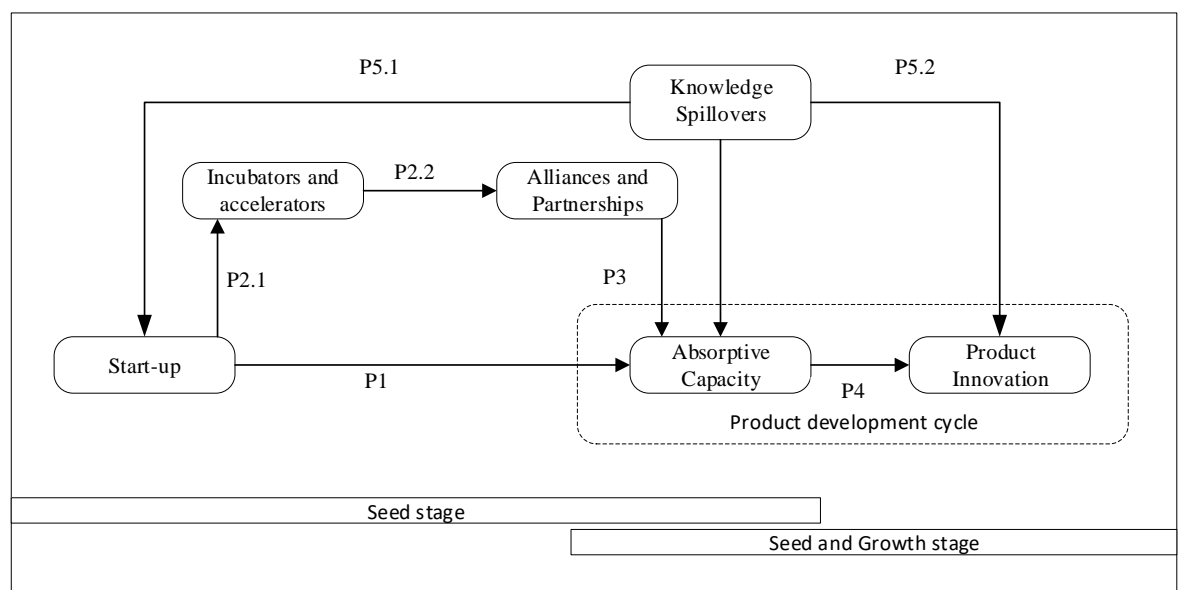 P5.1
P5.2
Knowledge
Spillovers
Incubators and
accelerators
P2.2
Alliances and
Partnerships
P2.1
P3
Start-up
P1
Absorptive
Capacity
P4
Product
Innovation
Product development cycle
Seed stage
Seed and Growth stage